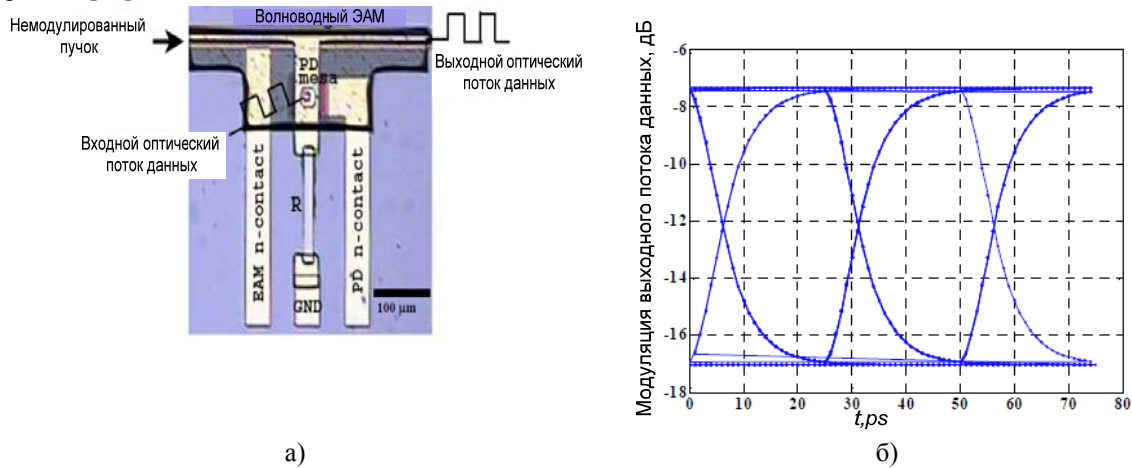 Немодулированный
пучок
Волноводный ЭАМ
Выходной оптический
поток данных
PD
mesa
Входной оптический
поток данных
EAM n-contact
R
PD n-contact
GND
100 µm
а)
Модуляция выходного потока данных, дБ
-6
-8
-10
-12
-14
-16
-18
0 10 20 30 40 50 60 70 80
t,ps
б)